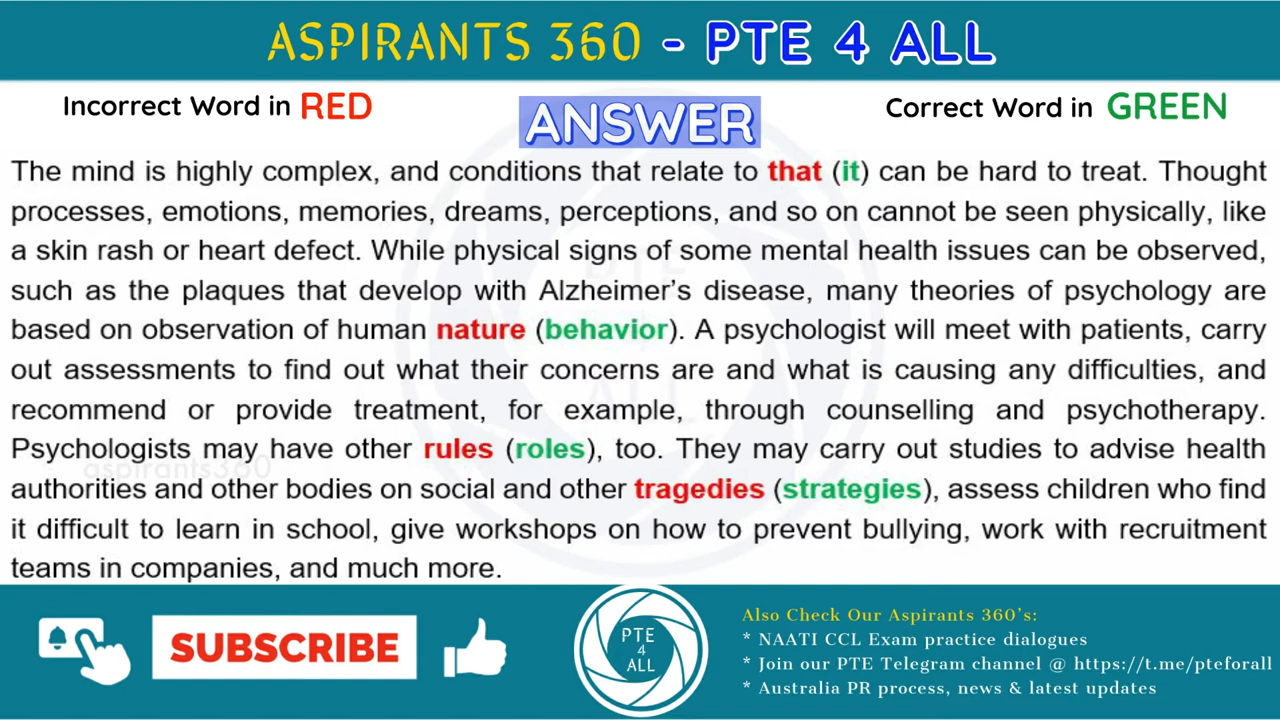 ASPIRANTS 360 - PTE 4 ALL
Incorrect Word in RED
ANSWER
Correct Word in GREEN
The mind is highly complex, and conditions that relate to that (it) can be hard to treat. Thought
processes, emotions, memories, dreams, perceptions, and so on cannot be seen physically, like
a skin rash or heart defect. While physical signs of some mental health issues can be observed,
such as the plaques that develop with Alzheimer's disease, many theories of psychology are
based on observation of human nature (behavior). A psychologist will meet with patients, carry
out assessments to find out what their concerns are and what is causing any difficulties, and
recommend or provide treatment, for example, through counselling and psychotherapy.
Psychologists may have other rules (roles), too. They may carry out studies to advise health
aspirants360
authorities and other bodies on social and other tragedies (strategies), assess children who find
it difficult to learn in school, give workshops on how to prevent bullying, work with recruitment
teams in companies, and much more.
PTE
4
ALL
SUBSCRIBE
PTE
4
ALL
Also Check Our Aspirants 360's:
* NAATI CCL Exam practice dialogues
* Join our PTE Telegram channel @ https://t.me/pteforall
* Australia PR process, news & latest updates